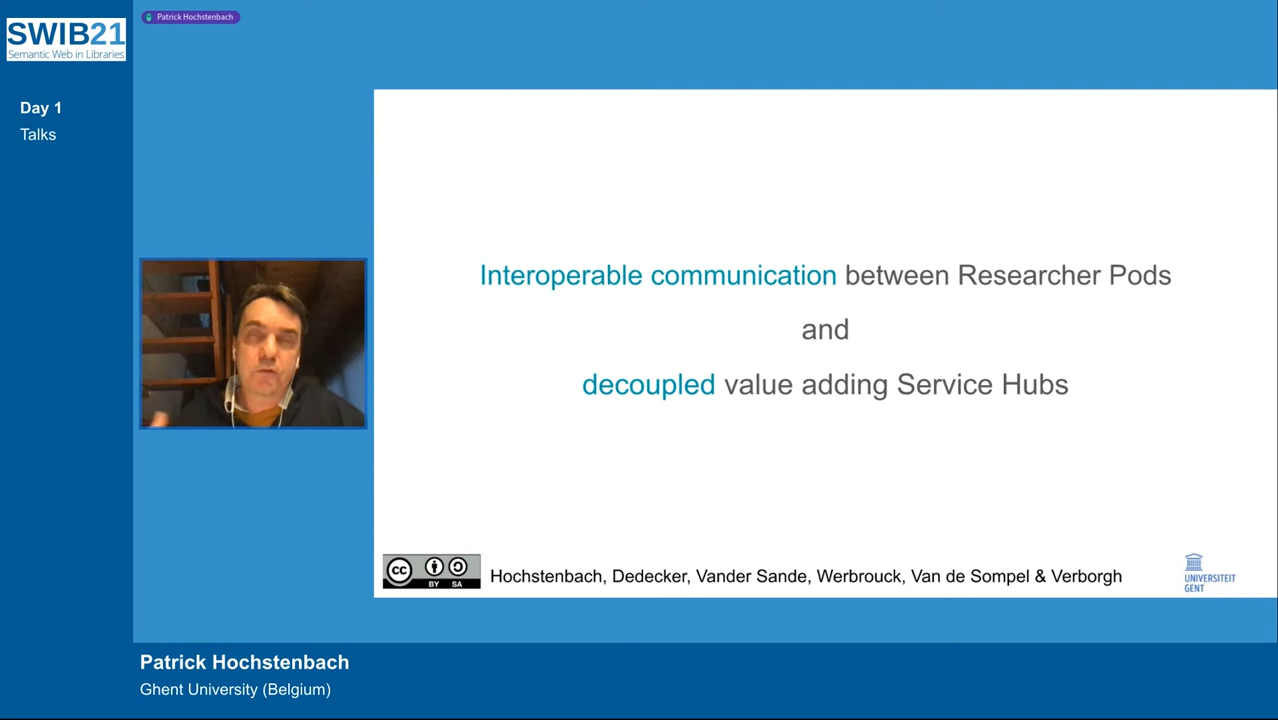 Patrick Hochstenbach
SWIB21
Semantic Web in Libraries
Day 1
Talks
Interoperable communication between Researcher Pods
and
decoupled value adding Service Hubs
cc
BY SA
Hochstenbach, Dedecker, Vander Sande, Werbrouck, Van de Sompel & Verborgh
UNIVERSITEIT
GENT
Patrick Hochstenbach
Ghent University (Belgium)